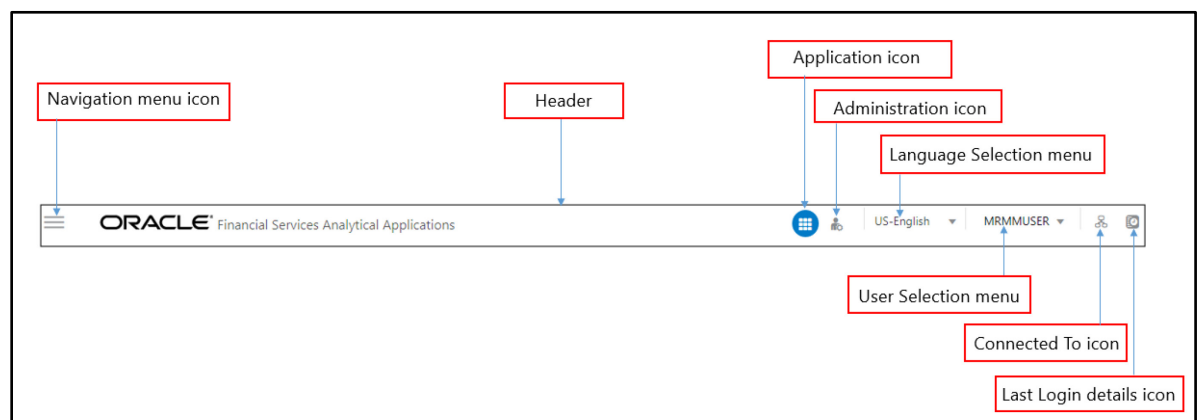 Application icon
Navigation menu icon
Header
Administration icon
Language Selection menu
ORACLE® Financial Services Analytical Applications
US-English
MRMMUSER
User Selection menu
Connected To icon
Last Login details icon